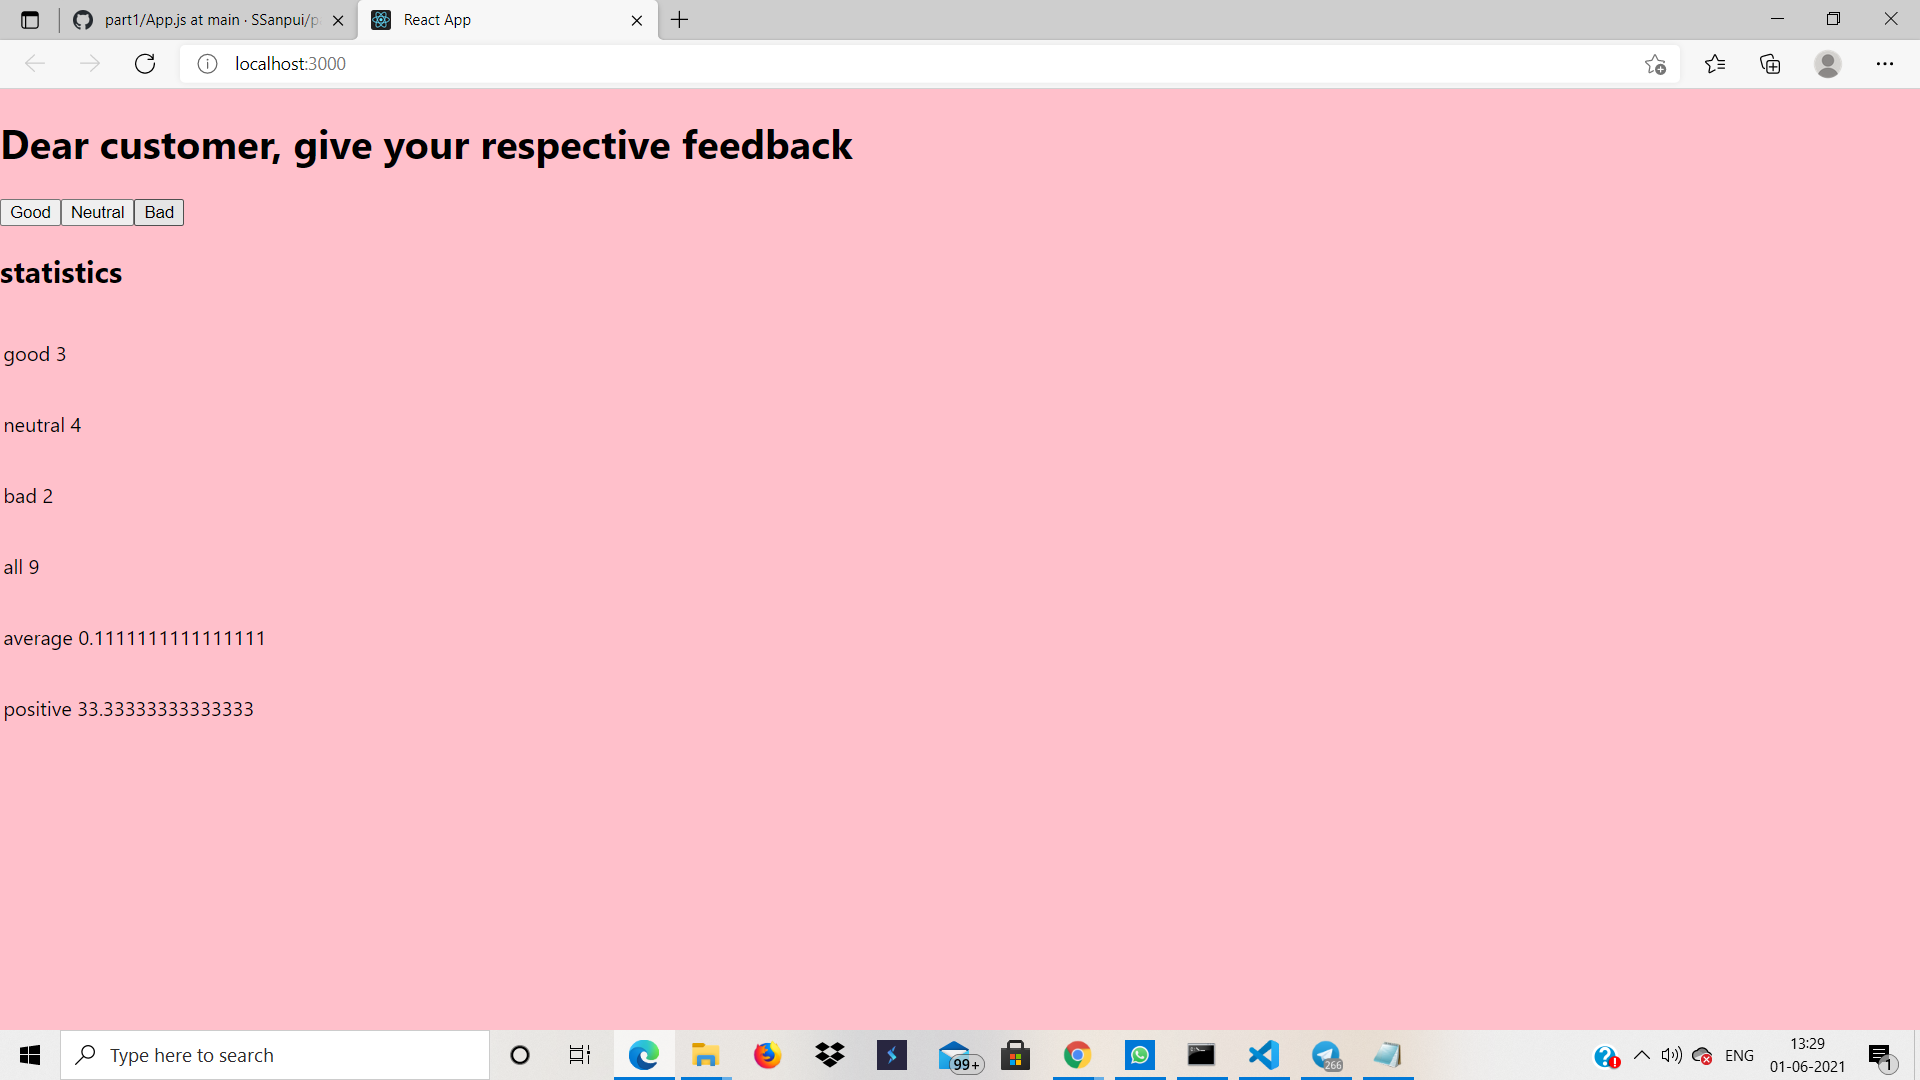 part1/App.js at main · SSanpui/p
React App
localhost:3000
Dear customer, give your respective feedback
Good Neutral Bad
statistics
good 3
neutral 4
bad 2
all 9
average 0.1111111111111111
positive 33.33333333333333
Type here to search
99+
266
ENG
13:29
01-06-2021
1